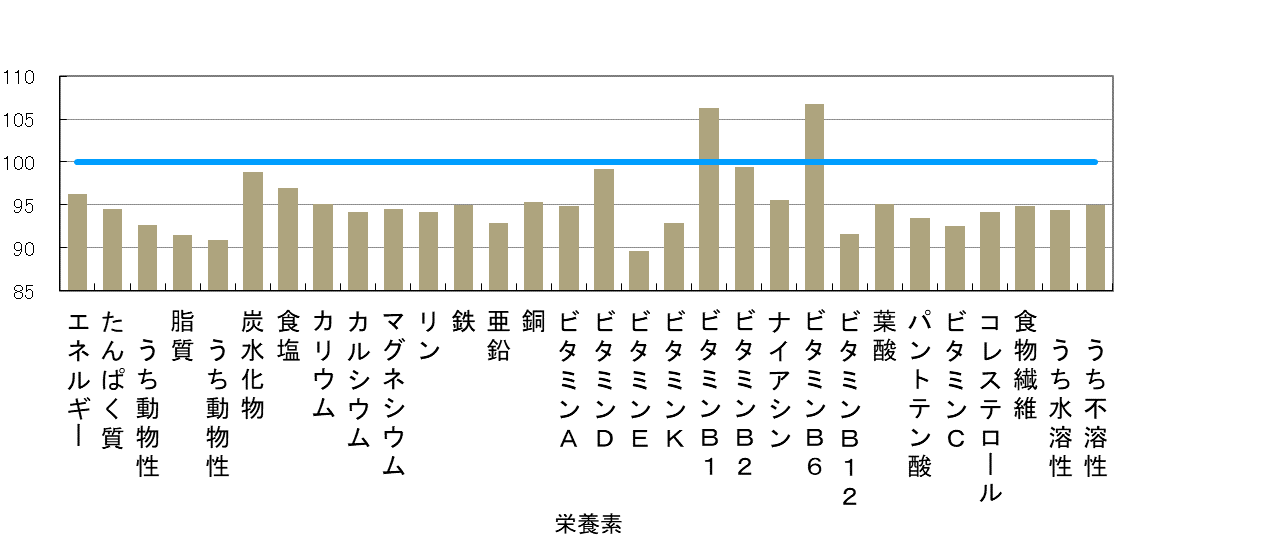 110
105
100
95
90
85
エネルギー
たんぱく質
うち動物性
脂質
うち動物性
炭水化物
食塩
カリウム
カルシウム
マグネシウム
リン
鉄
亜鉛
銅
ビタミンA
ビタミンD
ビタミンE
ビタミンK
ビタミンB1
ビタミンB2
ナイアシン
ビタミンB6
ビタミンB12
葉酸
パントテン酸
ビタミンC
コレステロール
食物繊維
うち水溶性
うち不溶性
栄養素